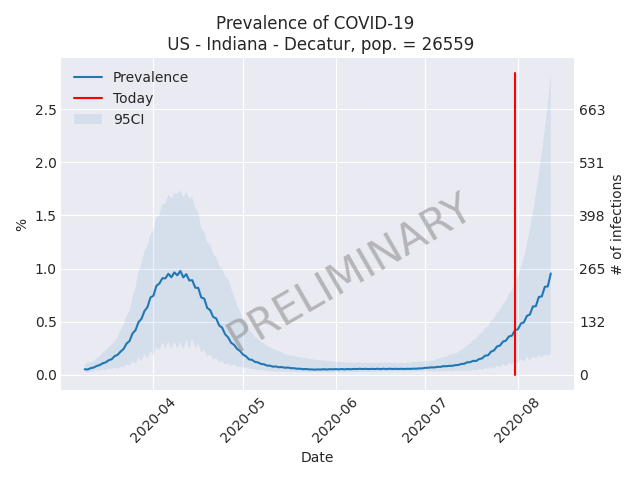 Prevalence of COVID-19
US - Indiana - Decatur, pop. = 26559
Prevalence
Today
95CI
PRELIMINARY
%
2.5
2.0
1.5
1.0
0.5
0.0
663
531
398
265
132
0
# of infections
2020-04
2020-05
2020-06
2020-07
2020-08
Date